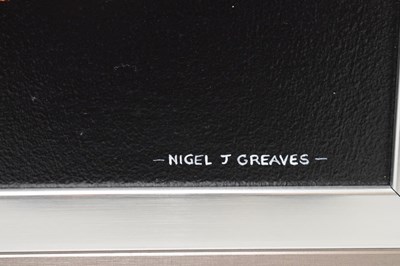 — NIGEL J GREAVES —